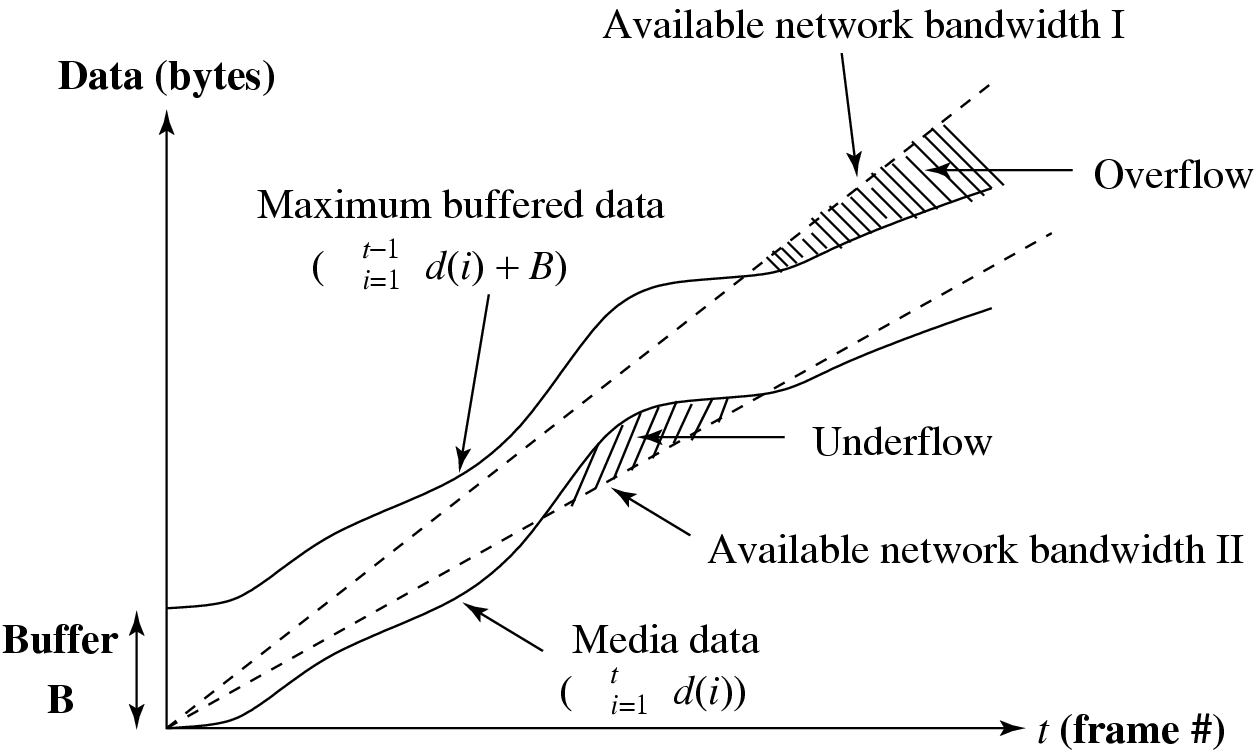 Available network bandwidth I
Data (bytes)
Overflow
Maximum buffered data
( t−1 i=1 d(i) + B)
Underflow
Available network bandwidth II
Buffer
B
Media data
( t i=1 d(i))
t (frame #)